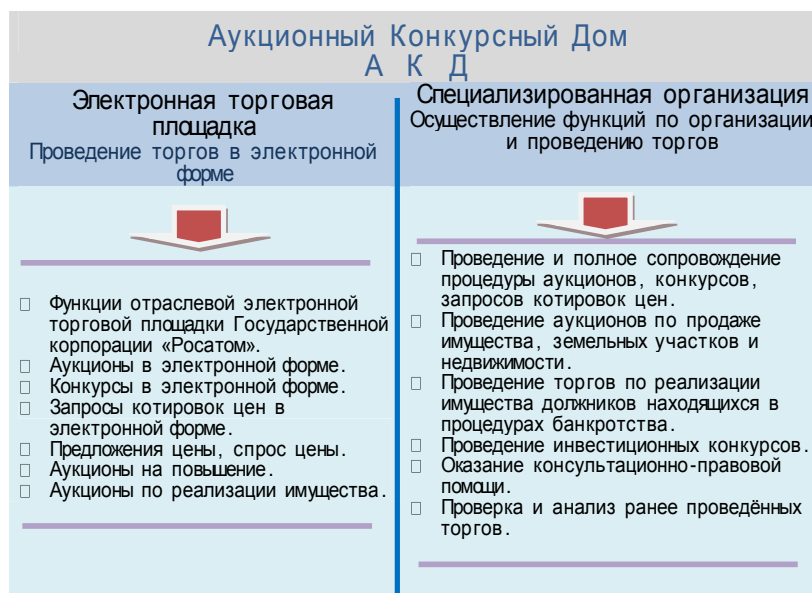 Аукционный Конкурсный Дом
А К Д
Электронная торговая
площадка
Проведение торгов в электронной
форме
Функции отраслевой электронной
торговой площадки Государственной
корпорации «Росатом».
Аукционы в электронной форме.
Конкурсы в электронной форме.
Запросы котировок цен в
электронной форме.
Предложения цены, спрос цены.
Аукционы на повышение.
Аукционы по реализации имущества.
Специализированная организация
Осуществление функций по организации
и проведению торгов
Проведение и полное сопровождение
процедуры аукционов, конкурсов,
запросов котировок цен.
Проведение аукционов по продаже
имущества, земельных участков и
недвижимости.
Проведение торгов по реализации
имущества должников находящихся в
процедурах банкротства.
Проведение инвестиционных конкурсов.
Оказание консультационно-правовой
помощи.
Проверка и анализ ранее проведённых
торгов.